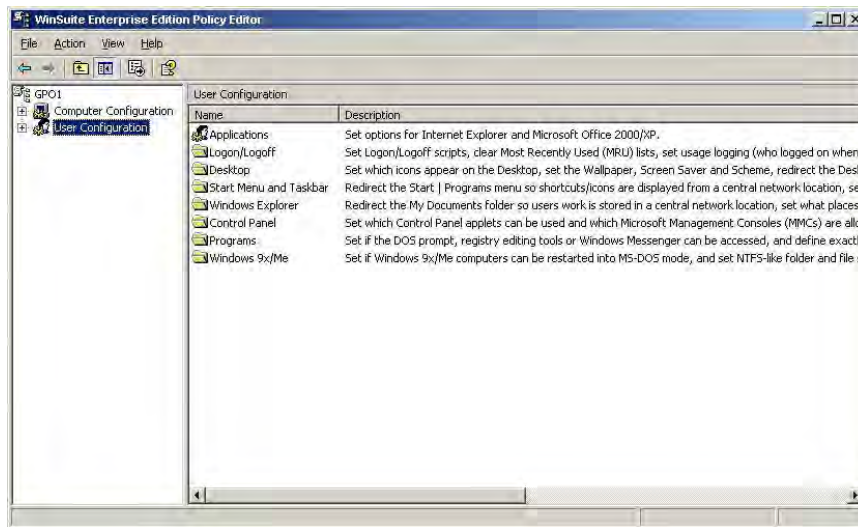 WinSuite Enterprise Edition Policy Editor
File Action View Help
GPO1
Computer Configuration
User Configuration
User Configuration
Name Description
Applications Set options for Internet Explorer and Microsoft Office 2000/XP.
Logon/Logoff Set Logon/Logoff scripts, clear Most Recently Used (MRU) lists, set usage logging (who logged on when
Desktop Set which icons appear on the Desktop, set the Wallpaper, Screen Saver and Scheme, redirect the Des
Start Menu and Taskbar Redirect the Start | Programs menu so shortcuts/icons are displayed from a central network location, se
Windows Explorer Redirect the My Documents folder so users work is stored in a central network location, set what places
Control Panel Set which Control Panel applets can be used and which Microsoft Management Consoles (MMCs) are all
Programs Set if the DOS prompt, registry editing tools or Windows Messenger can be accessed, and define exact
Windows 9x/Me Set if Windows 9x/Me computers can be restarted into MS-DOS mode, and set NTFS-like folder and file